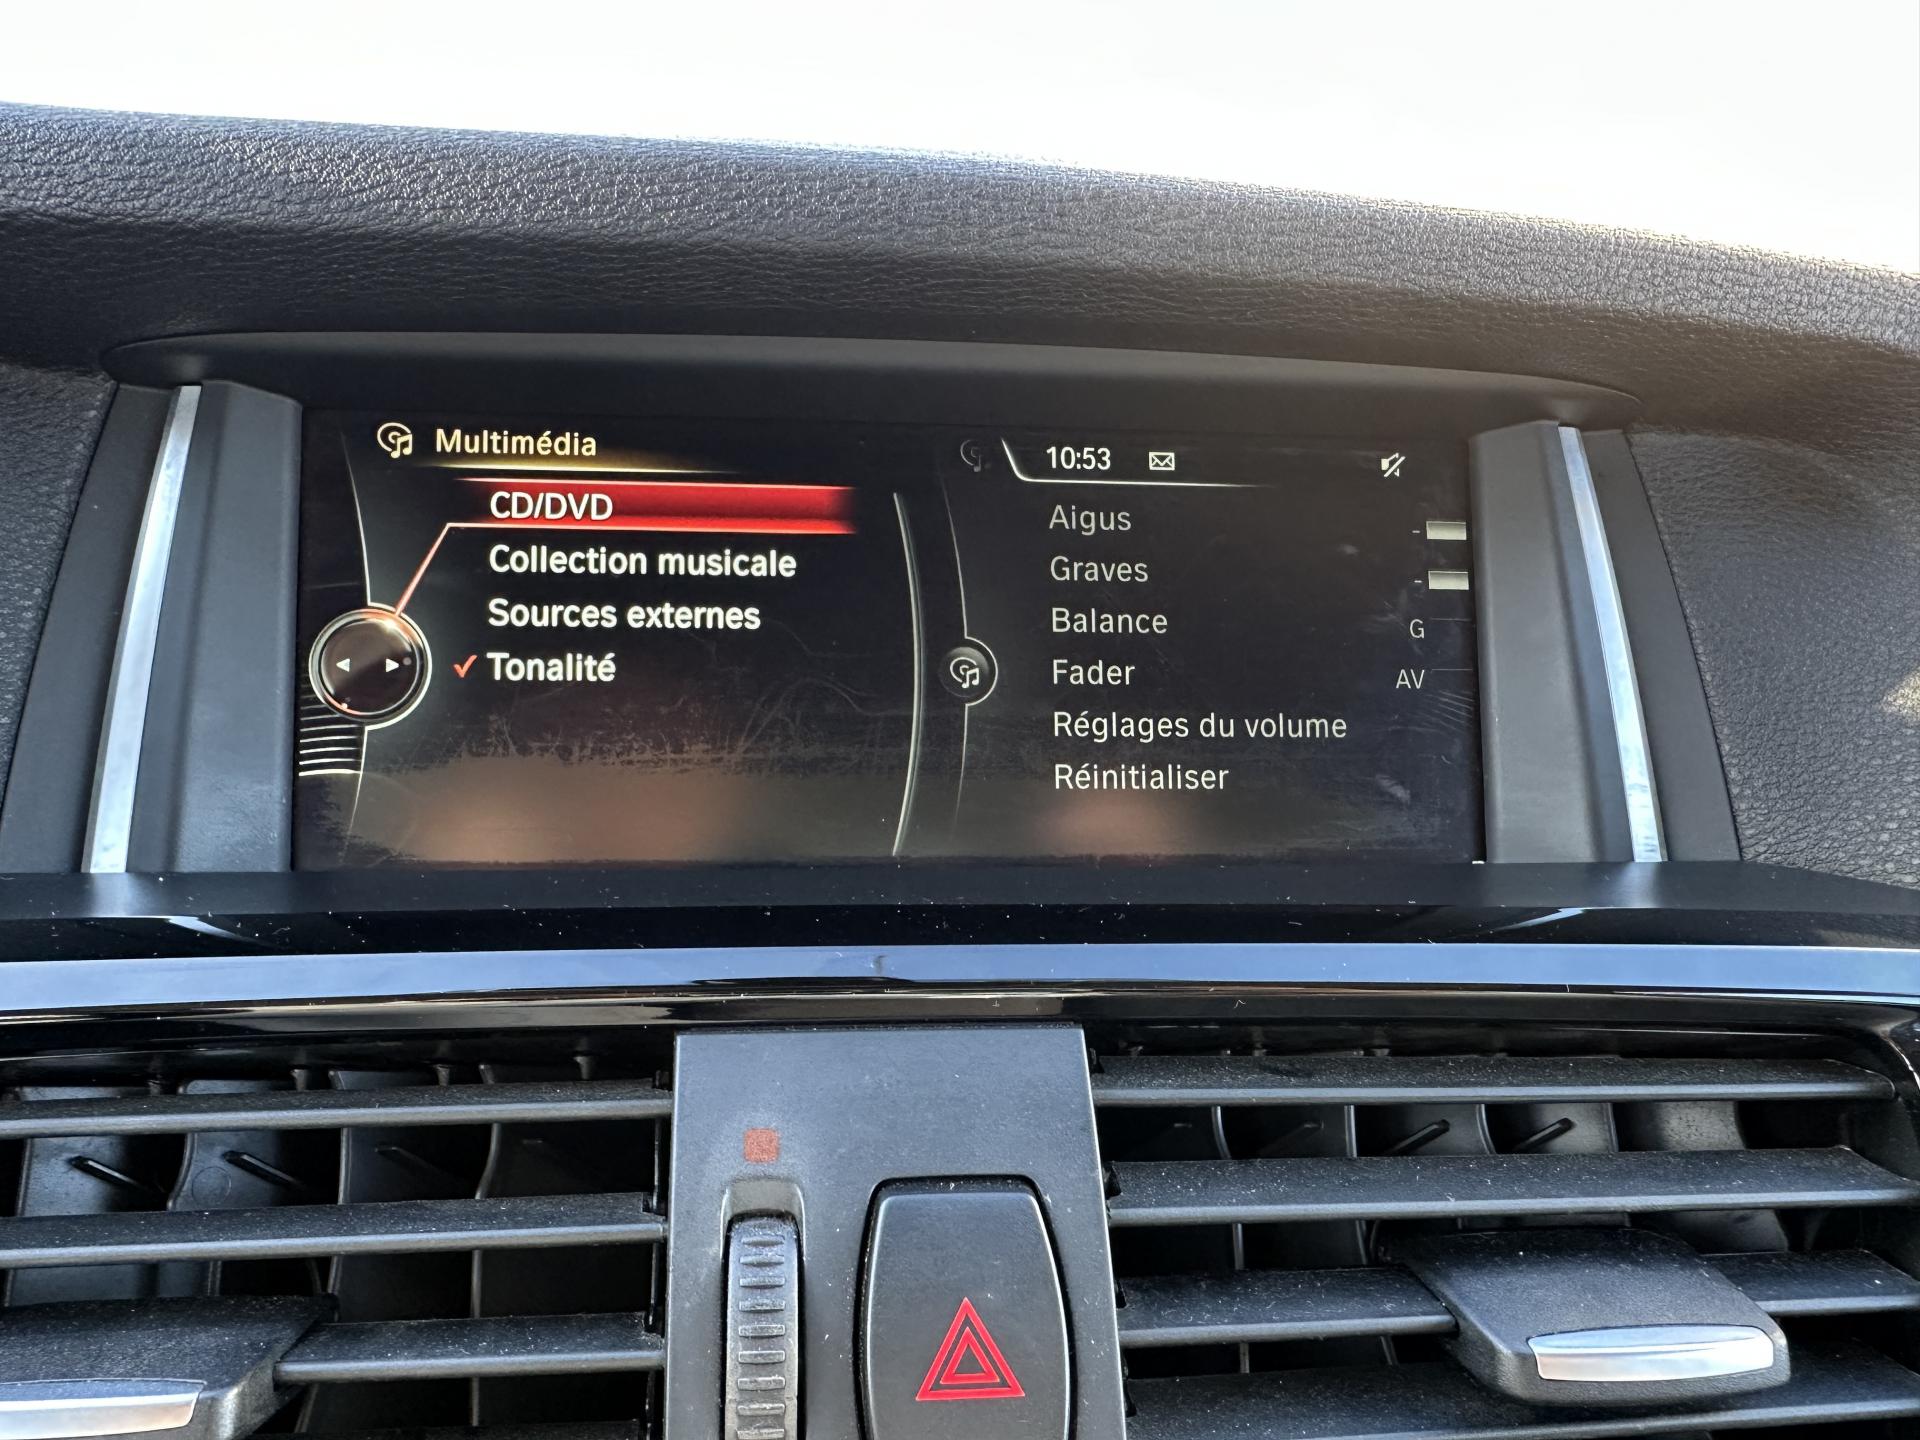 Multimédia
CD/DVD
Collection musicale
Sources externes
Tonalité
10:53
Aigus -
Graves -
Balance G
Fader AV
Réglages du volume
Réinitialiser